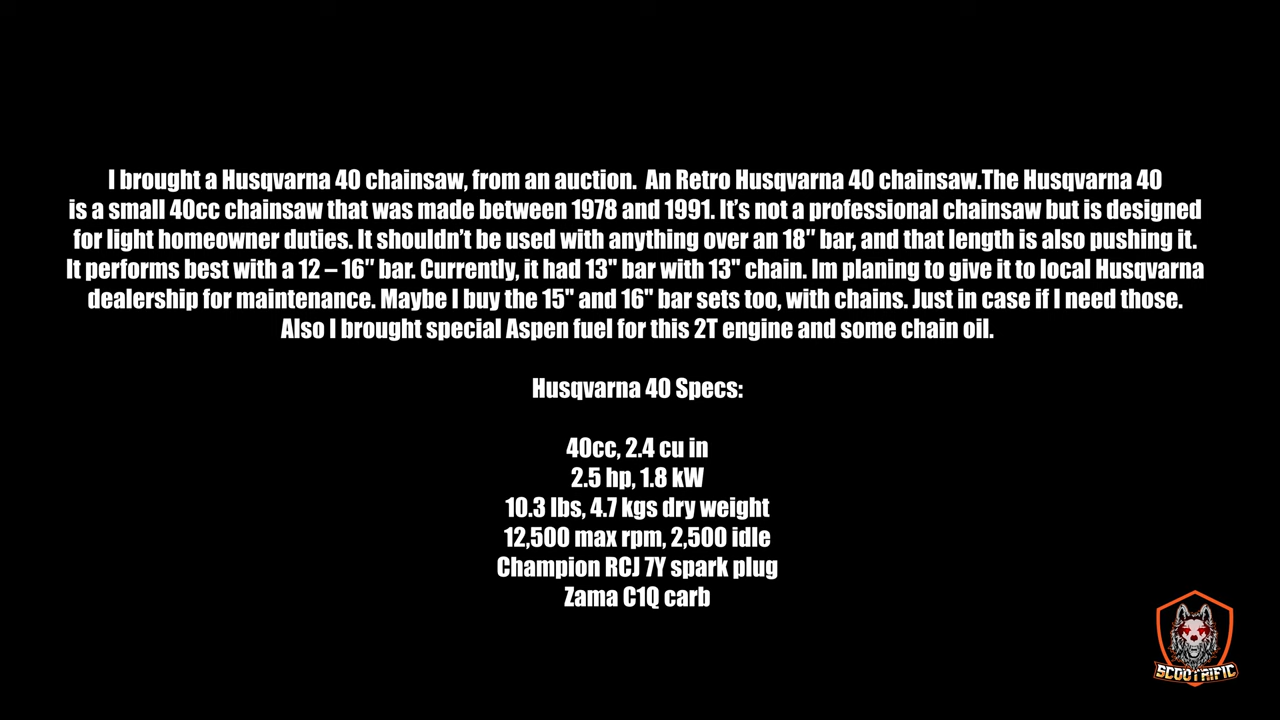 I brought a Husqvarna 40 chainsaw, from an auction.  An Retro Husqvarna 40 chainsaw.The Husqvarna 40
is a small 40cc chainsaw that was made between 1978 and 1991. It’s not a professional chainsaw but is designed
for light homeowner duties. It shouldn’t be used with anything over an 18″ bar, and that length is also pushing it.
It performs best with a 12 – 16″ bar. Currently, it had 13" bar with 13" chain. Im planing to give it to local Husqvarna
dealership for maintenance. Maybe I buy the 15" and 16" bar sets too, with chains. Just in case if I need those.
Also I brought special Aspen fuel for this 2T engine and some chain oil.
Husqvarna 40 Specs:
40cc, 2.4 cu in
2.5 hp, 1.8 kW
10.3 lbs, 4.7 kgs dry weight
12,500 max rpm, 2,500 idle
Champion RCJ 7Y spark plug
Zama C1Q carb
SCOOTRIFIC